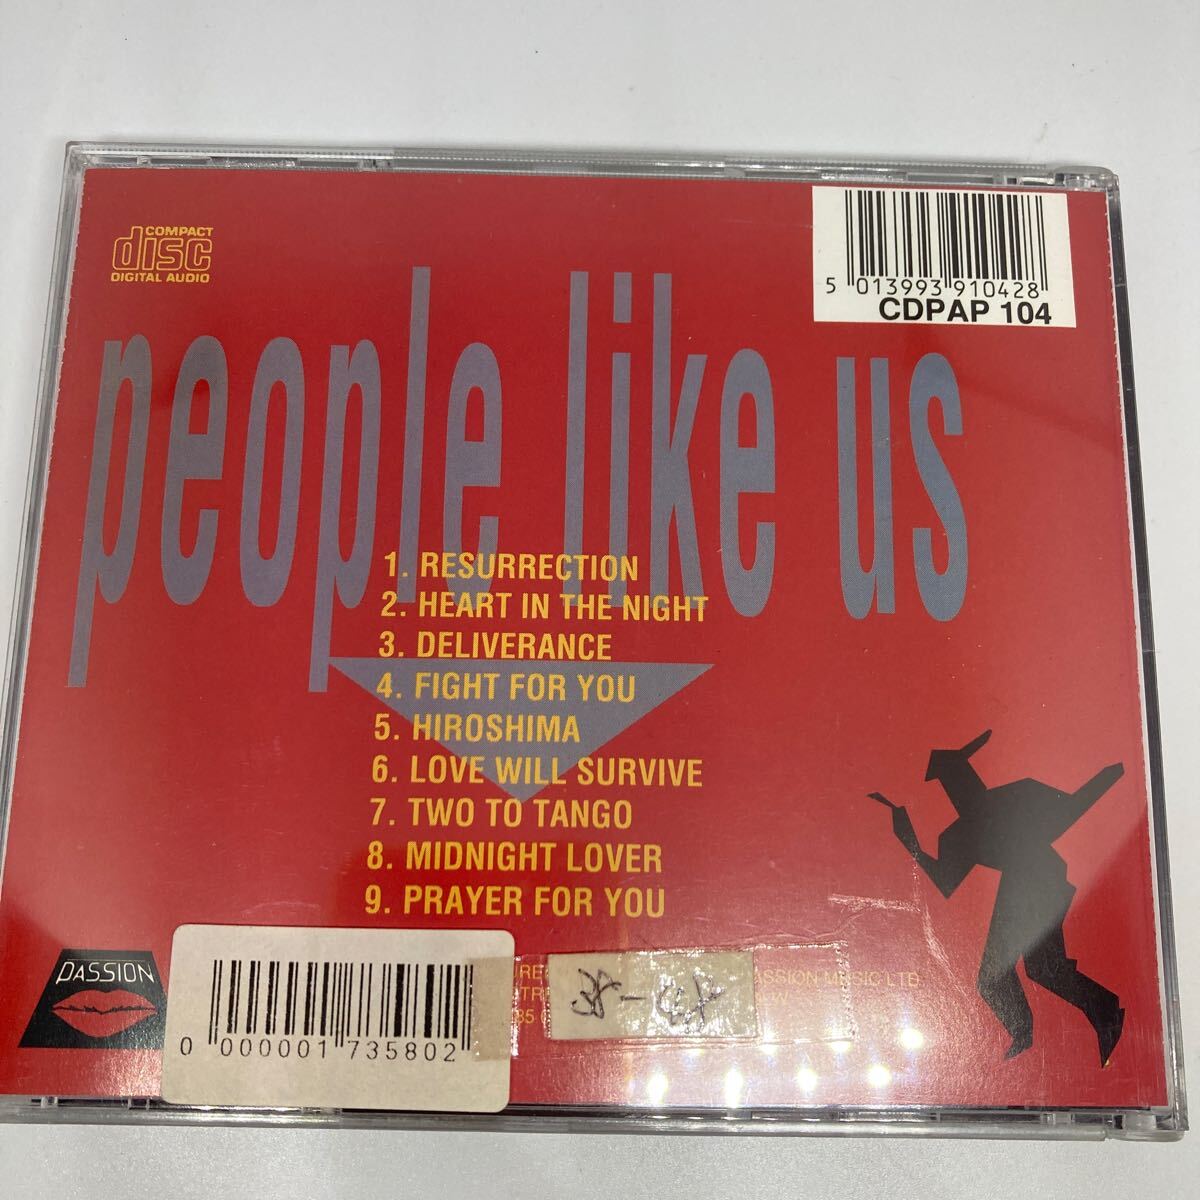 COMPACT
disc
DIGITAL AUDIO
5 013993 910428
CDPAP 104
people like us
1. RESURRECTION
2. HEART IN THE NIGHT
3. DELIVERANCE
4. FIGHT FOR YOU
5. HIROSHIMA
6. LOVE WILL SURVIVE
7. TWO TO TANGO
8. MIDNIGHT LOVER
9. PRAYER FOR YOU
PASSION
MUSIC LTD.
0 000001 735802